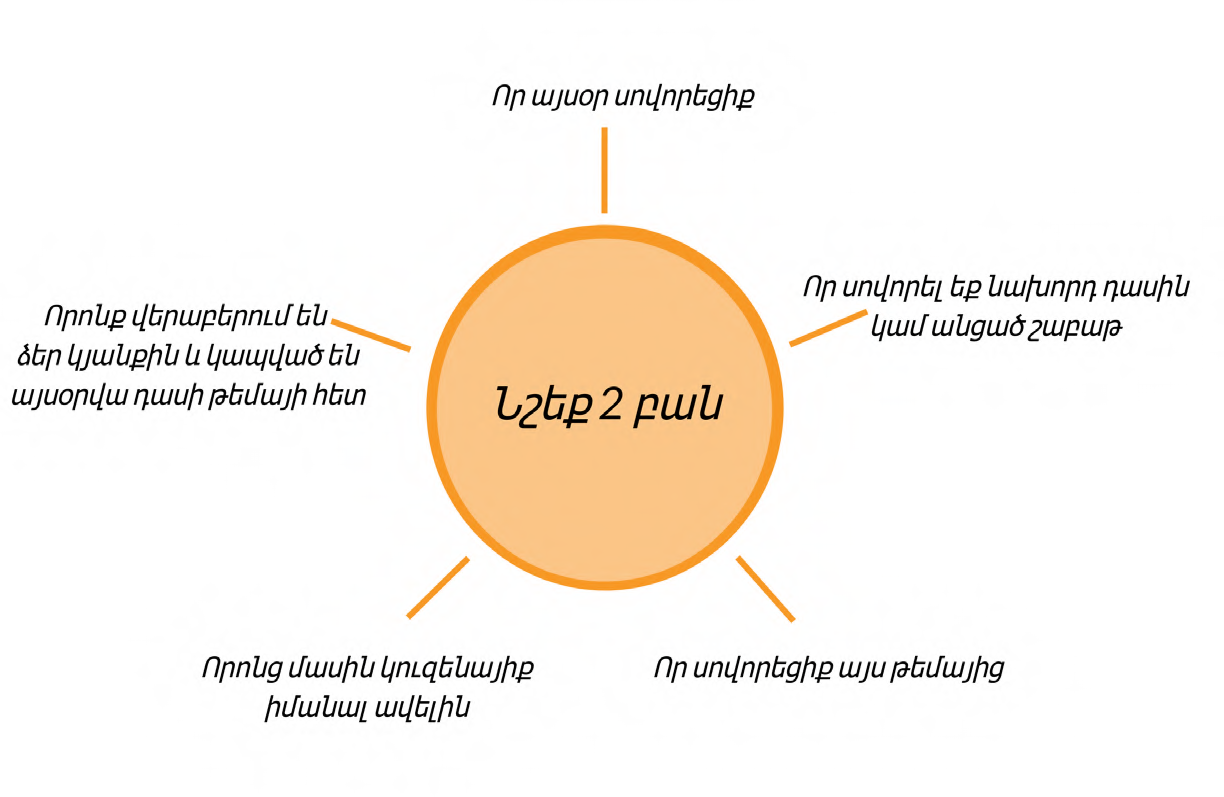 Որ այսօր սովորեցիք
Որ սովորել եք նախորդ դասին
կամ անցած շաբաթ
Որոնք վերաբերում են
ձեր կյանքին և կապված են
այսօրվա դասի թեմայի հետ
Նշեք 2 բան
Որոնց մասին կուզենայիք
իմանալ ավելին
Որ սովորեցիք այս թեմայից